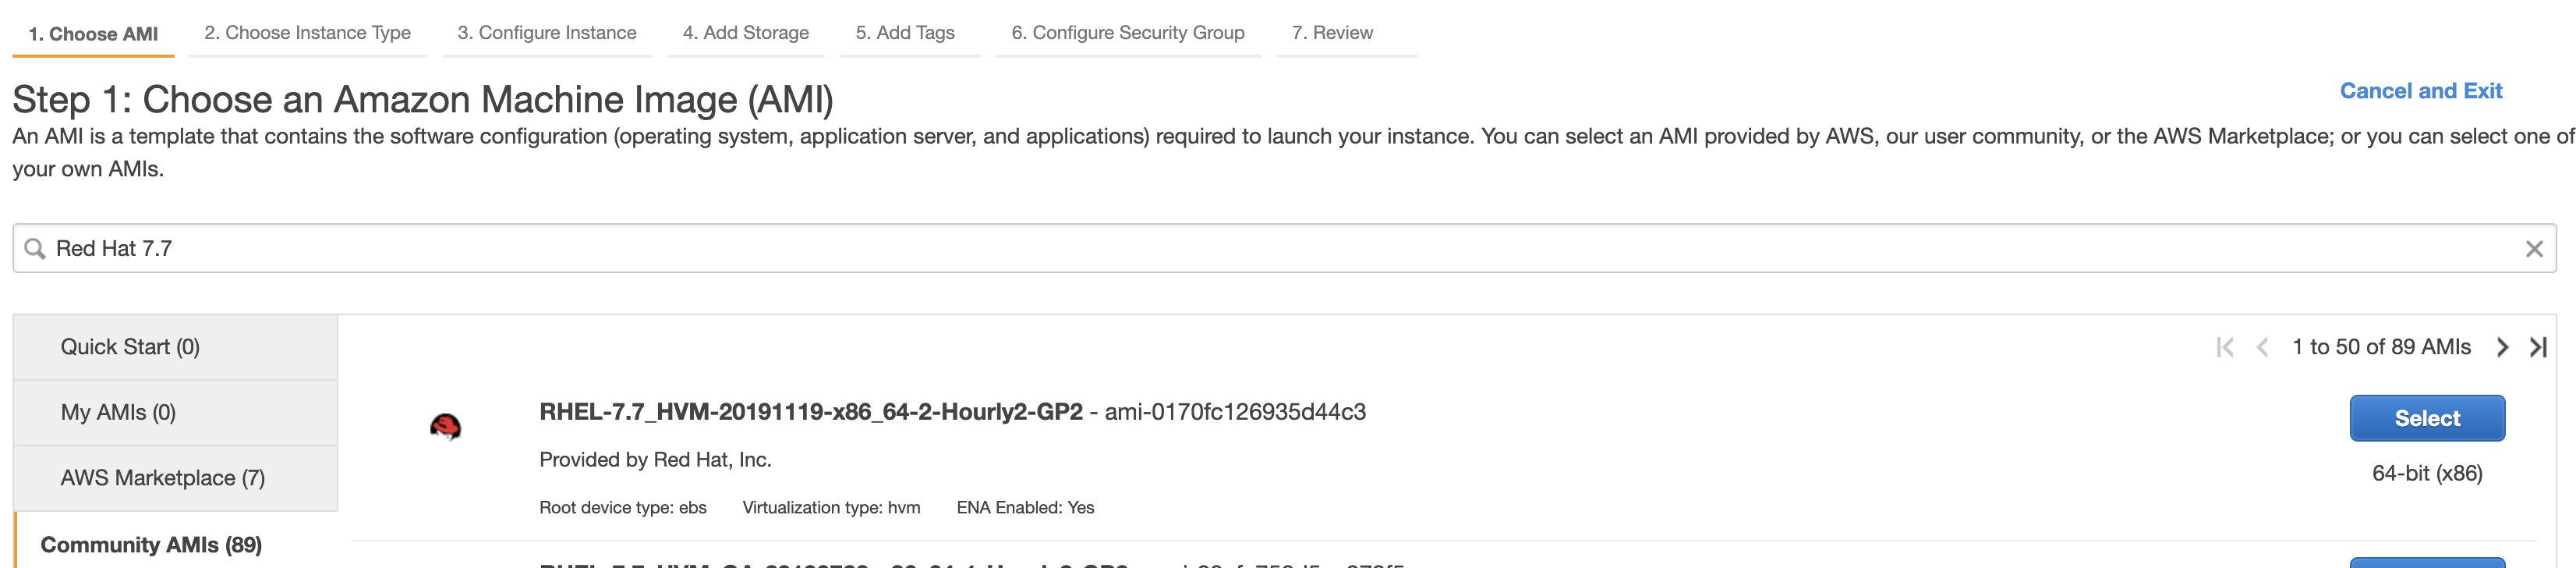 1. Choose AMI 2. Choose Instance Type 3. Configure Instance 4. Add Storage 5. Add Tags 6. Configure Security Group 7. Review
Step 1: Choose an Amazon Machine Image (AMI)
Cancel and Exit
An AMI is a template that contains the software configuration (operating system, application server, and applications) required to launch your instance. You can select an AMI provided by AWS, our user community, or the AWS Marketplace; or you can select one of
your own AMIs.
Red Hat 7.7
Quick Start (0)
My AMIs (0)
AWS Marketplace (7)
Community AMIs (89)
1 to 50 of 89 AMIs
RHEL-7.7_HVM-20191119-x86_64-2-Hourly2-GP2 - ami-0170fc126935d44c3
Select
Provided by Red Hat, Inc.
64-bit (x86)
Root device type: ebs Virtualization type: hvm ENA Enabled: Yes